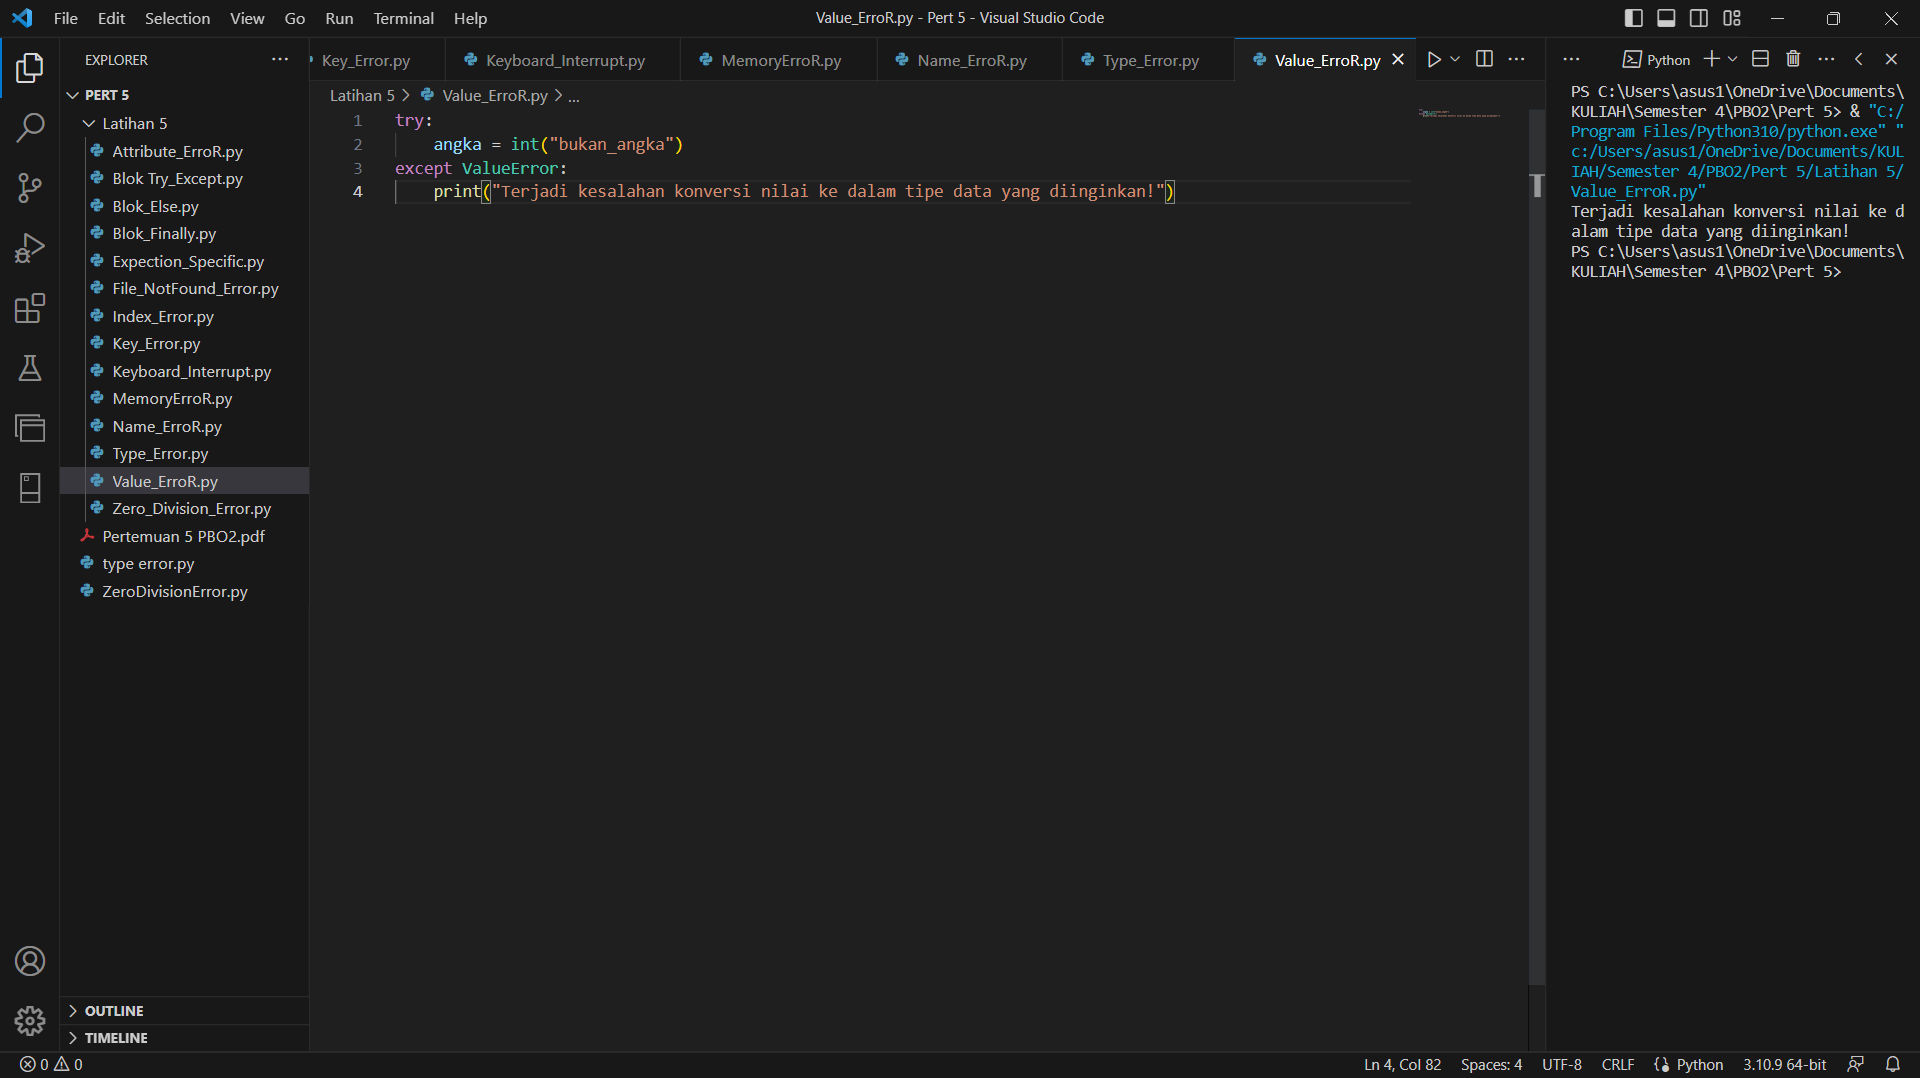 File Edit Selection View Go Run Terminal Help
Value_ErroR.py - Pert 5 - Visual Studio Code
EXPLORER
Key_Error.py Keyboard_Interrupt.py MemoryErroR.py Name_ErroR.py Type_Error.py Value_ErroR.py
Python
PERT 5
Latihan 5
Attribute_ErroR.py
Blok Try_Except.py
Blok_Else.py
Blok_Finally.py
Expection_Specific.py
File_NotFound_Error.py
Index_Error.py
Key_Error.py
Keyboard_Interrupt.py
MemoryErroR.py
Name_ErroR.py
Type_Error.py
Value_ErroR.py
Zero_Division_Error.py
Pertemuan 5 PBO2.pdf
type error.py
ZeroDivisionError.py
OUTLINE
TIMELINE
Latihan 5 > Value_ErroR.py > ...
1 try:
2 angka = int("bukan_angka")
3 except ValueError:
4 print("Terjadi kesalahan konversi nilai ke dalam tipe data yang diinginkan!")
PS C:\Users\asus1\OneDrive\Documents\
KULIAH\Semester 4\PBO2\Pert 5> & "C:/
Program Files/Python310/python.exe" "
c:/Users/asus1/OneDrive/Documents/KUL
IAH/Semester 4/PBO2/Pert 5/Latihan 5/
Value_ErroR.py"
Terjadi kesalahan konversi nilai ke d
alam tipe data yang diinginkan!
PS C:\Users\asus1\OneDrive\Documents\
KULIAH\Semester 4\PBO2\Pert 5>
0 0
Ln 4, Col 82 Spaces: 4 UTF-8 CRLF Python 3.10.9 64-bit